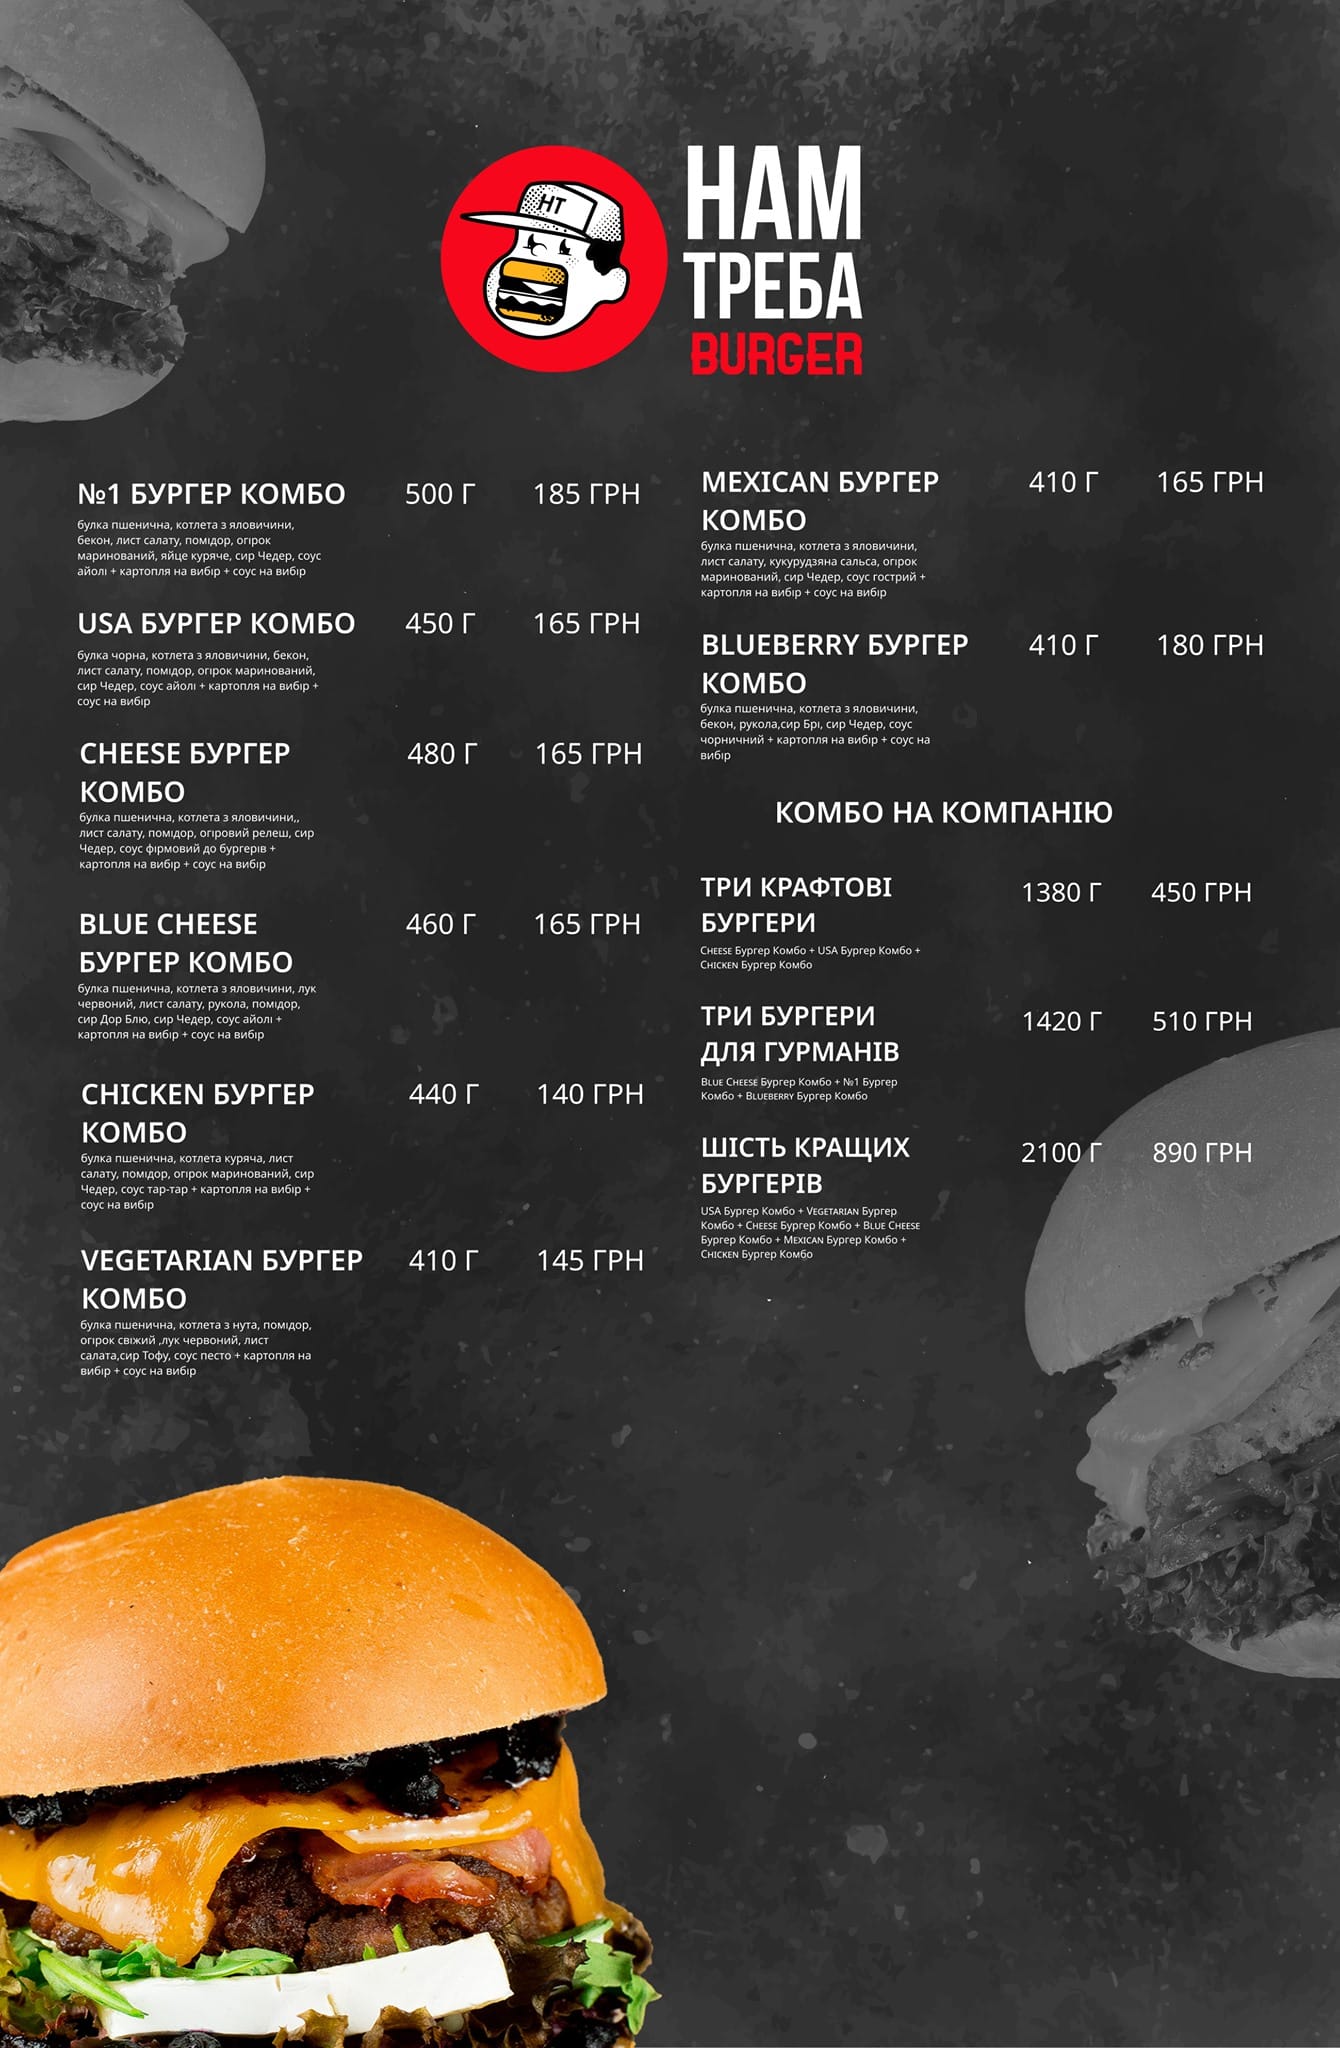 НТ
НАМ
ТРЕБА
BURGER
№1 БУРГЕР КОМБО 500 Г 185 ГРН
булка пшенична, котлета з яловичини,
бекон, лист салату, помідор, огірок
маринований, яйце куряче, сир Чедер, соус
айолі + картопля на вибір + соус на вибір
USA БУРГЕР КОМБО 450 Г 165 ГРН
булка чорна, котлета з яловичини, бекон,
лист салату, помідор, огірок маринований,
сир Чедер, соус айолі + картопля на вибір +
соус на вибір
CHEESE БУРГЕР 480 Г 165 ГРН
КОМБО
булка пшенична, котлета з яловичини,,
лист салату, помідор, огіровий релеш, сир
Чедер, соус фірмовий до бургерів +
картопля на вибір + соус на вибір
BLUE CHEESE 460 Г 165 ГРН
БУРГЕР КОМБО
булка пшенична, котлета з яловичини, лук
червоний, лист салату, рукола, помідор,
сир Дор Блю, сир Чедер, соус айолі +
картопля на вибір + соус на вибір
CHICKEN БУРГЕР 440 Г 140 ГРН
КОМБО
булка пшенична, котлета куряча, лист
салату, помідор, огірок маринований, сир
Чедер, соус тар-тар + картопля на вибір +
соус на вибір
VEGETARIAN БУРГЕР 410 Г 145 ГРН
КОМБО
булка пшенична, котлета з нута, помідор,
огірок свіжий ,лук червоний, лист
салата,сир Тофу, соус песто + картопля на
вибір + соус на вибір
MEXICAN БУРГЕР 410 Г 165 ГРН
КОМБО
булка пшенична, котлета з яловичини,
лист салату, кукурудзяна сальса, огірок
маринований, сир Чедер, соус гострий +
картопля на вибір + соус на вибір
BLUEBERRY БУРГЕР 410 Г 180 ГРН
КОМБО
булка пшенична, котлета з яловичини,
бекон, рукола,сир Брі, сир Чедер, соус
чорничний + картопля на вибір + соус на
вибір
КОМБО НА КОМПАНІЮ
ТРИ КРАФТОВІ 1380 Г 450 ГРН
БУРГЕРИ
Cheese Бургер Комбо + USA Бургер Комбо +
Chicken Бургер Комбо
ТРИ БУРГЕРИ 1420 Г 510 ГРН
ДЛЯ ГУРМАНІВ
Blue Cheese Бургер Комбо + №1 Бургер
Комбо + Blueberry Бургер Комбо
ШІСТЬ КРАЩИХ 2100 Г 890 ГРН
БУРГЕРІВ
USA Бургер Комбо + Vegetarian Бургер
Комбо + Cheese Бургер Комбо + Blue Cheese
Бургер Комбо + Mexican Бургер Комбо +
Chicken Бургер Комбо